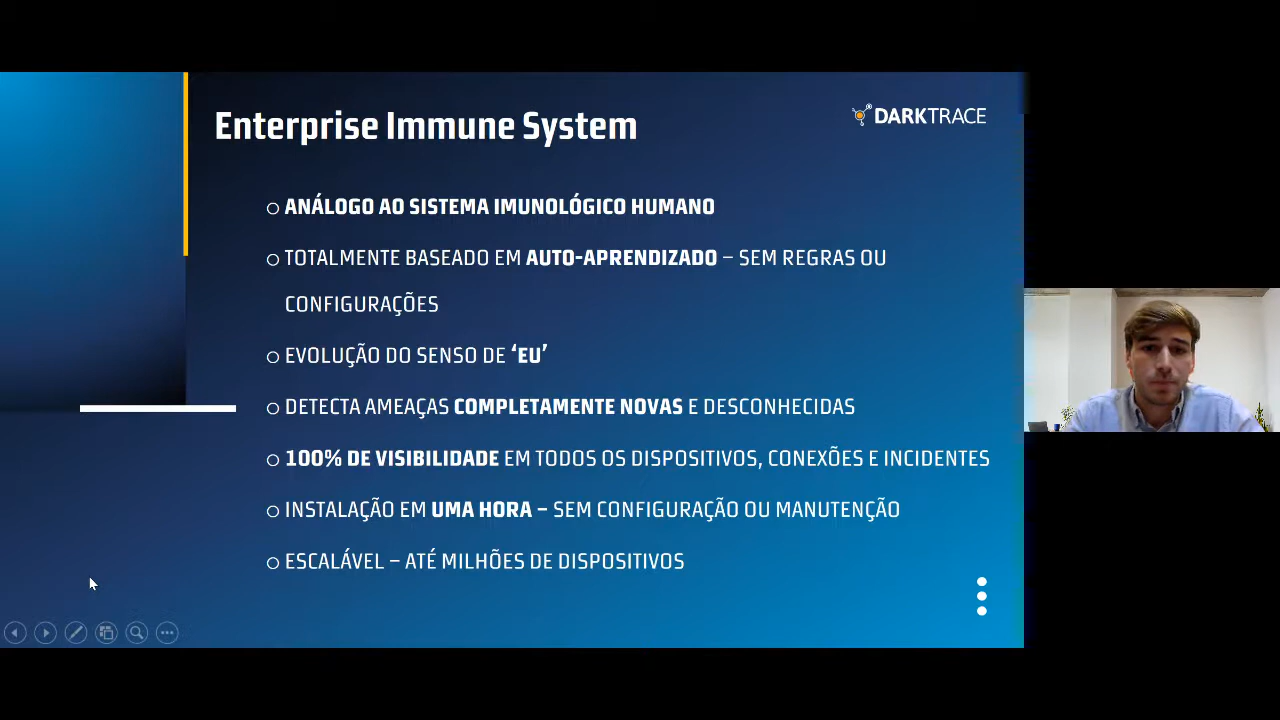 Enterprise Immune System
DARKTRACE
ANÁLOGO AO SISTEMA IMUNOLÓGICO HUMANO
TOTALMENTE BASEADO EM AUTO-APRENDIZADO – SEM REGRAS OU
CONFIGURAÇÕES
EVOLUÇÃO DO SENSO DE ‘EU’
DETECTA AMEAÇAS COMPLETAMENTE NOVAS E DESCONHECIDAS
100% DE VISIBILIDADE EM TODOS OS DISPOSITIVOS, CONEXÕES E INCIDENTES
INSTALAÇÃO EM UMA HORA – SEM CONFIGURAÇÃO OU MANUTENÇÃO
ESCALÁVEL – ATÉ MILHÕES DE DISPOSITIVOS